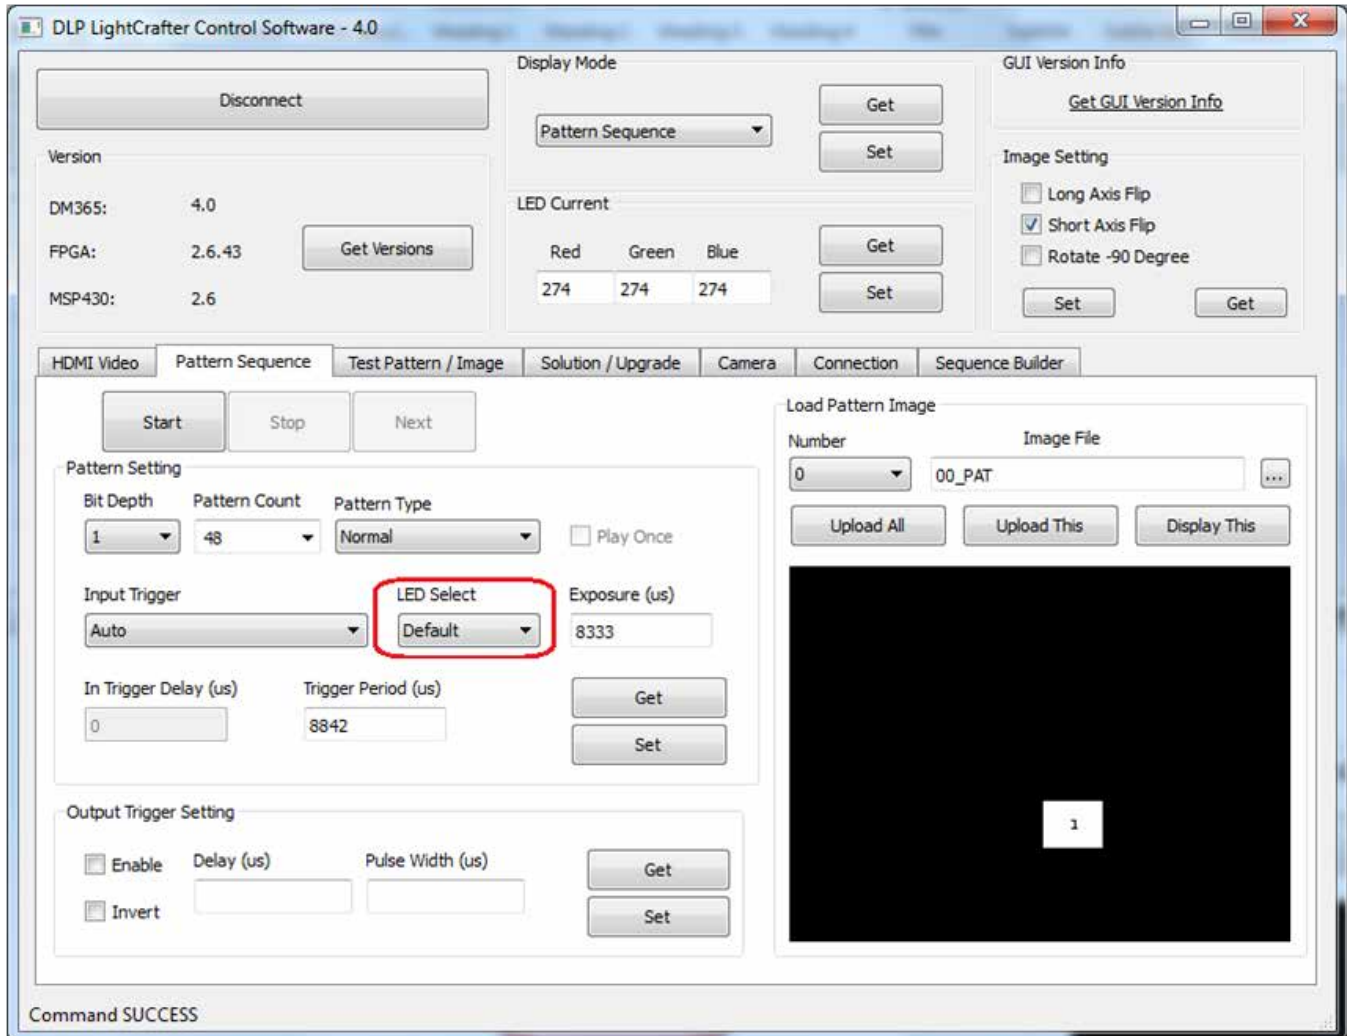 DLP LightCrafter Control Software - 4.0
Disconnect
Version
DM365: 4.0
FPGA: 2.6.43
Get Versions
MSP430: 2.6
Display Mode
Pattern Sequence
Get
Set
LED Current
Red Green Blue
274 274 274
Get
Set
GUI Version Info
Get GUI Version Info
Image Setting
Long Axis Flip
Short Axis Flip
Rotate -90 Degree
Set Get
HDMI Video Pattern Sequence Test Pattern / Image Solution / Upgrade Camera Connection Sequence Builder
Start Stop Next
Pattern Setting
Bit Depth Pattern Count Pattern Type
1 48 Normal Play Once
Input Trigger LED Select Exposure (us)
Auto Default 8333
In Trigger Delay (us) Trigger Period (us)
0 8842
Get
Set
Output Trigger Setting
Enable Delay (us) Pulse Width (us)
Invert
Get
Set
Load Pattern Image
Number Image File
0 00_PAT ...
Upload All Upload This Display This
1
Command SUCCESS